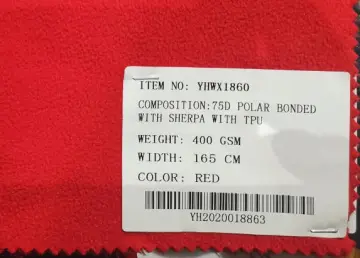 ITEM NO: YHWX1860
COMPOSITION:75D POLAR BONDED
WITH SHERPA WITH TPU
WEIGHT: 400 GSM
WIDTH: 165 CM
COLOR: RED
YH2020018863